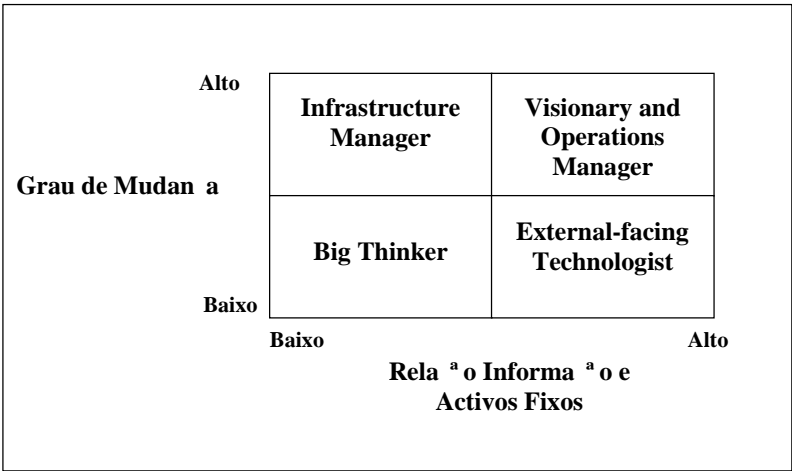 Alto
Infrastructure
Manager
Visionary and
Operations
Manager
Grau de Mudan a
Big Thinker
External-facing
Technologist
Baixo
Baixo
Alto
Rela ª o Informa ª o e
Activos Fixos